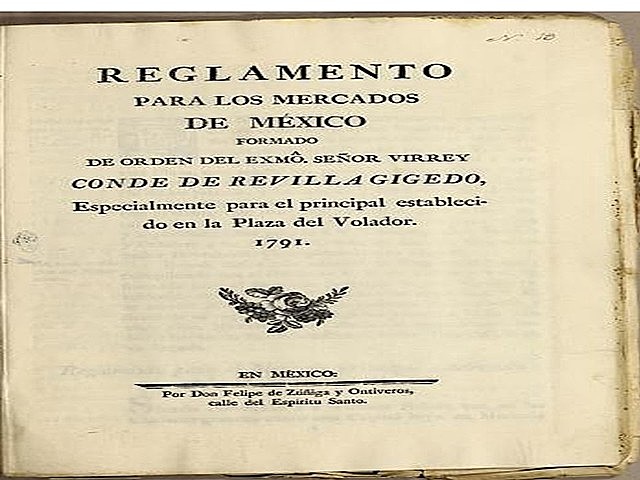 N. 10
REGLAMENTO
PARA LOS MERCADOS
DE MÉXICO
FORMADO
DE ORDEN DEL EXMÔ. SEÑOR VIRREY
CONDE DE REVILLA GIGEDO,
Especialmente para el principal estableci-
do en la Plaza del Volador.
1791.
EN MÉXICO:
Por Don Felipe de Zúñiga y Ontiveros,
calle del Espíritu Santo.